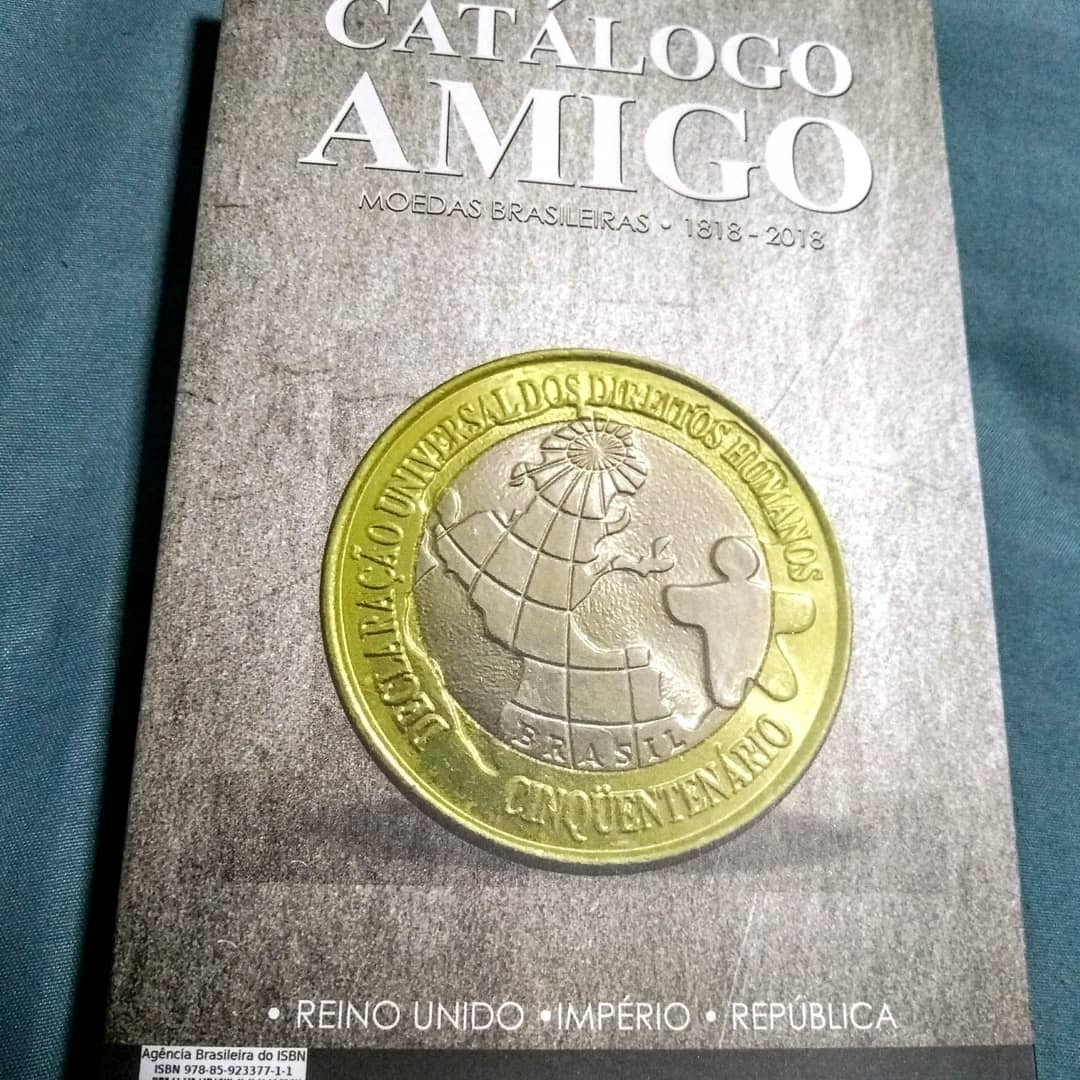 CATÁLOGO
AMIGO
MOEDAS BRASILEIRAS • 1818 - 2018
DECLARAÇÃO UNIVERSAL DOS DIREITOS HUMANOS
BRASIL
CINQÜENTENÁRIO
• REINO UNIDO • IMPÉRIO • REPÚBLICA
Agência Brasileira do ISBN
ISBN 978-85-923377-1-1